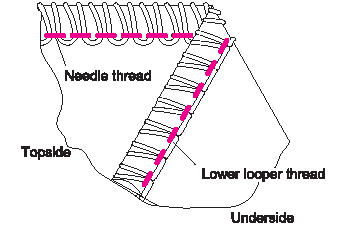 Needle thread
Topside
Lower looper thread
Underside